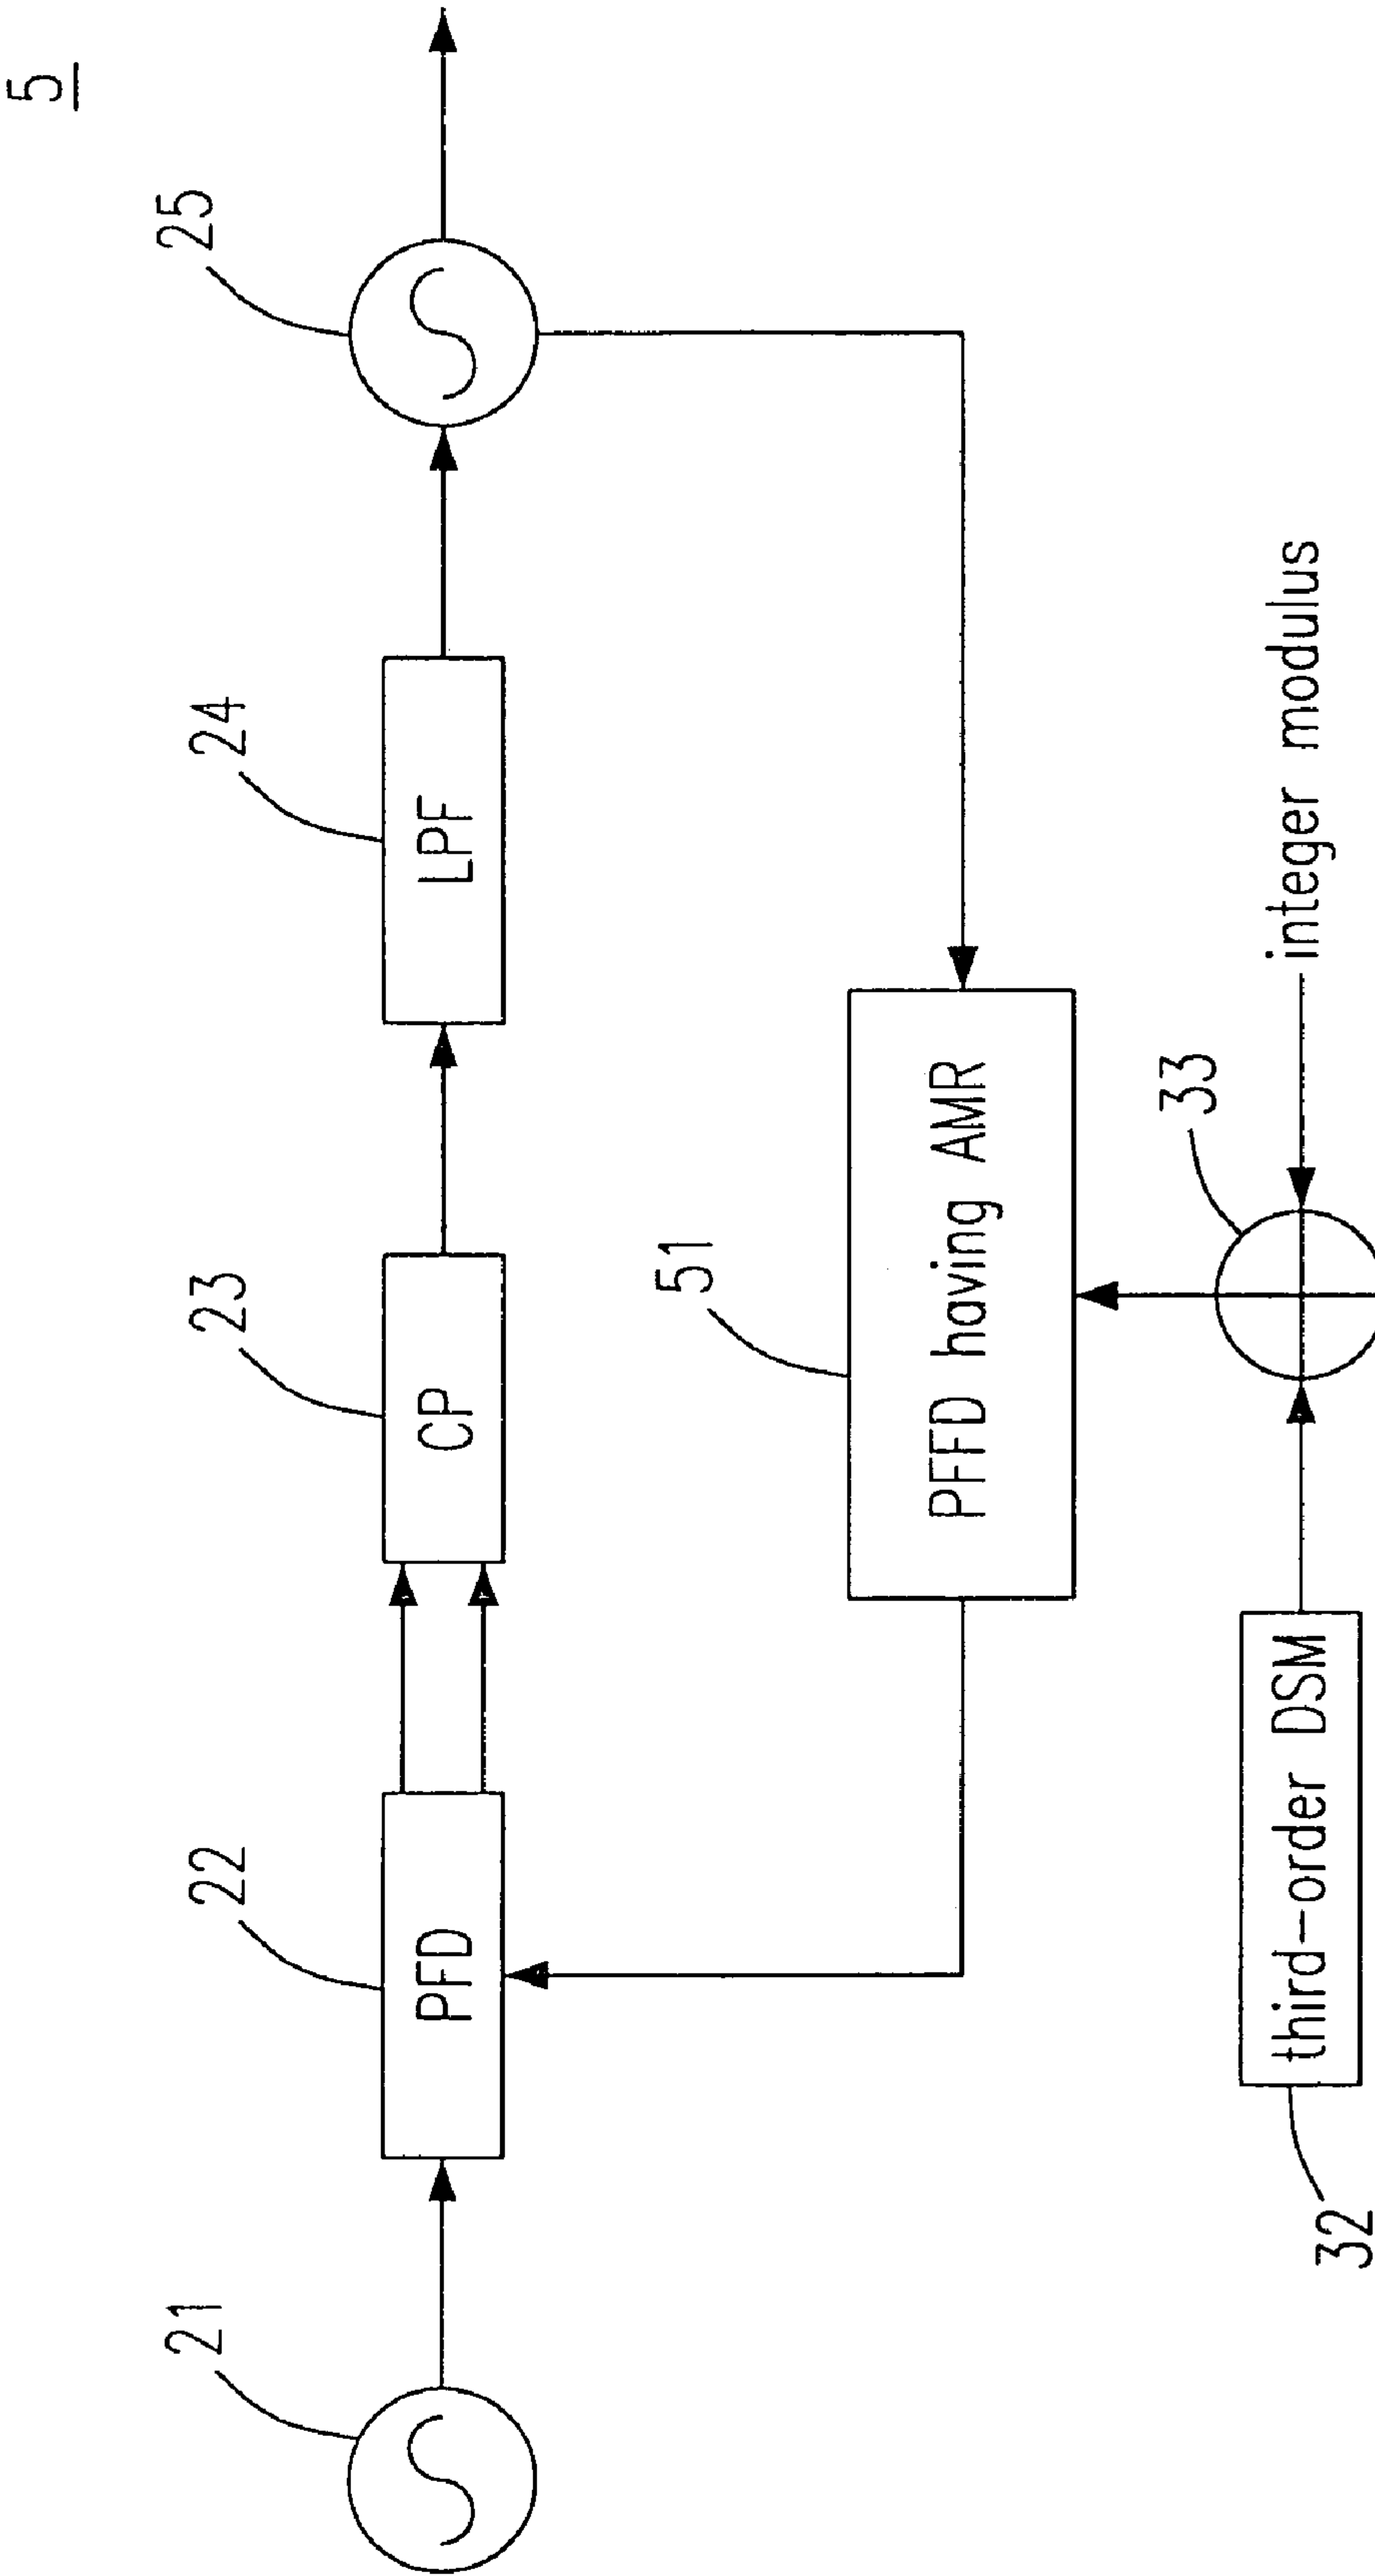 5
21
22
23
24
25
PFD
CP
LPF
51
PFFD having AMR
32
third-order DSM
33
integer modulus